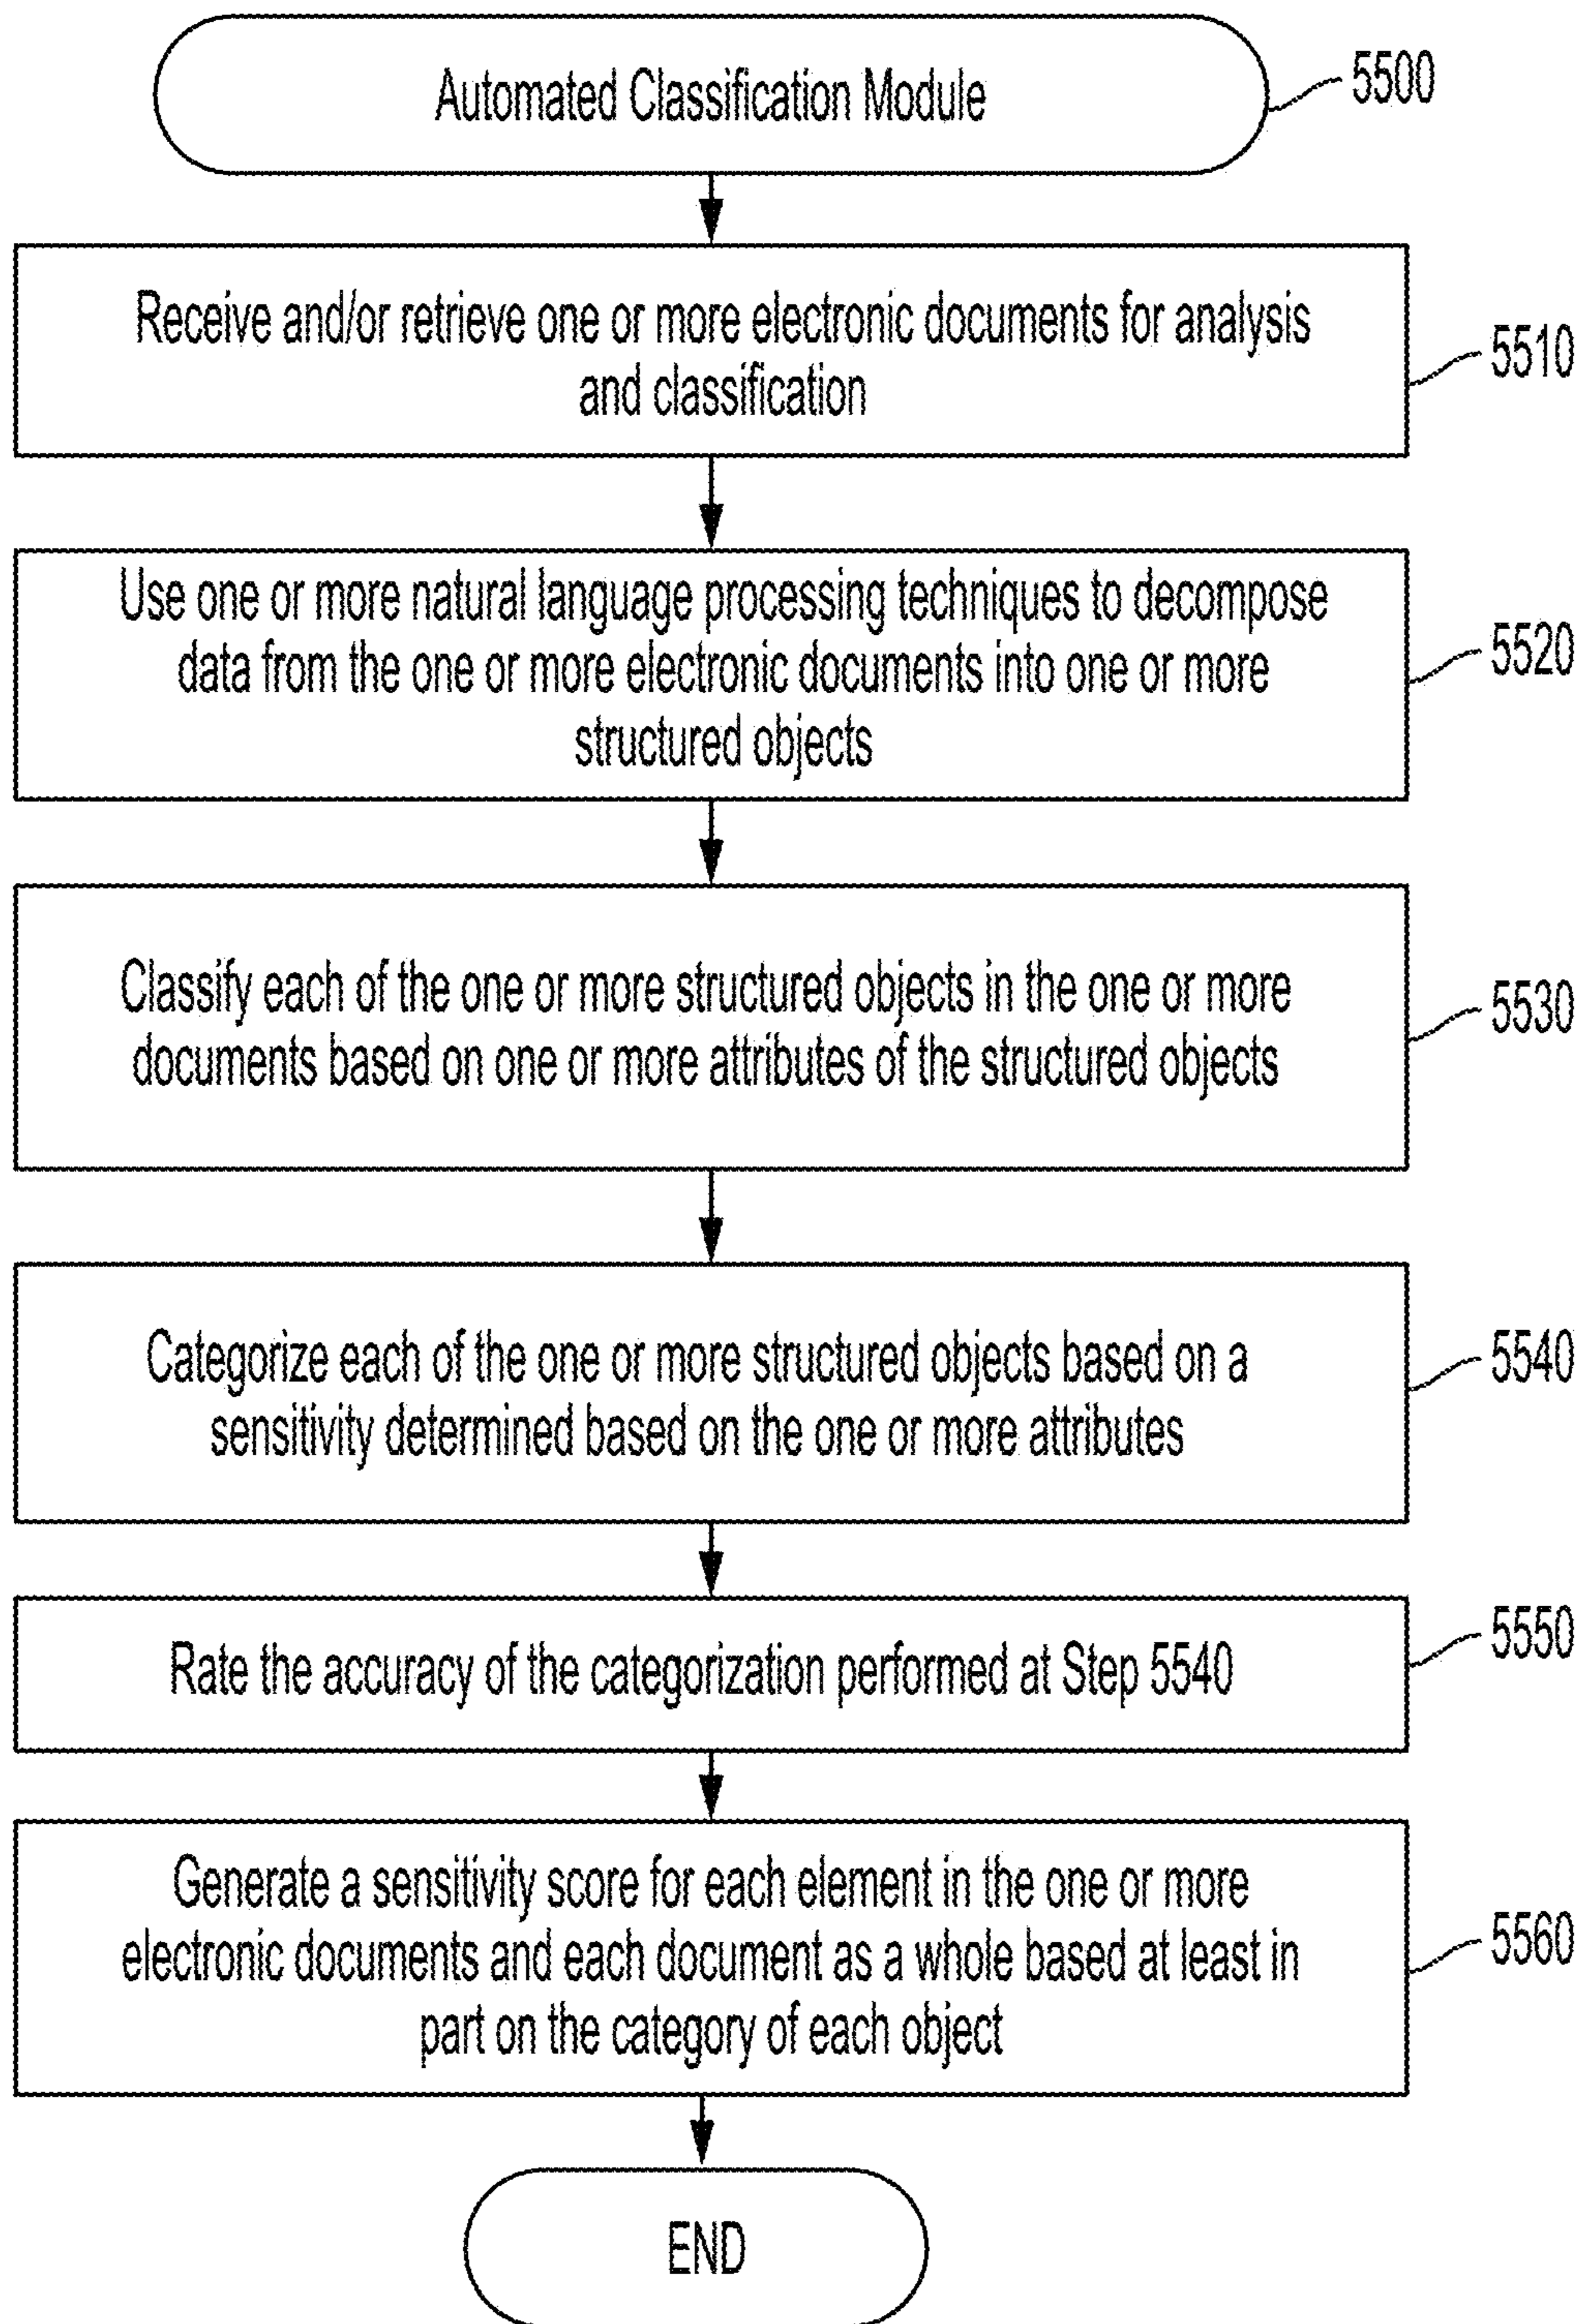 Automated Classification Module
5500
Receive and/or retrieve one or more electronic documents for analysis
and classification
5510
Use one or more natural language processing techniques to decompose
data from the one or more electronic documents into one or more
structured objects
5520
Classify each of the one or more structured objects in the one or more
documents based on one or more attributes of the structured objects
5530
Categorize each of the one or more structured objects based on a
sensitivity determined based on the one or more attributes
5540
Rate the accuracy of the categorization performed at Step 5540
5550
Generate a sensitivity score for each element in the one or more
electronic documents and each document as a whole based at least in
part on the category of each object
5560
END